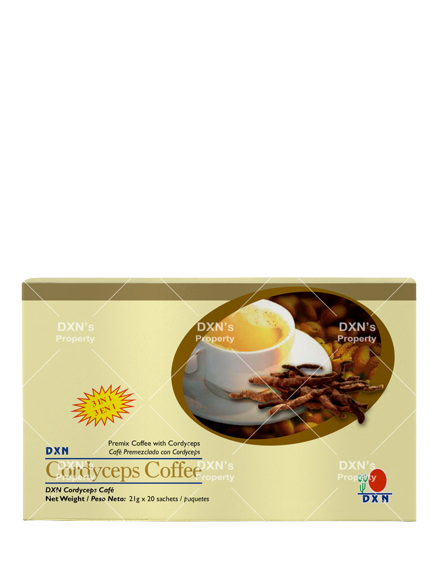 DXN's
Property
DXN's
Property
DXN's
Property
3 IN 1
3 EN 1
Premix Coffee with Cordyceps
Café Premezclado con Cordyceps
DXN
Cordyceps Coffee
DXN's
Property
DXN's
Property
DXN's
Property
DXN Cordyceps Café
Net Weight / Peso Neto: 21g x 20 sachets / paquetes
DXN